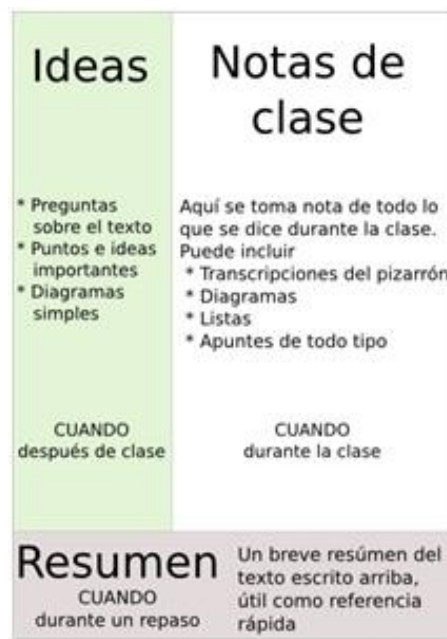 Ideas
* Preguntas
sobre el texto
* Puntos e ideas
importantes
* Diagramas
simples
CUANDO
después de clase
Notas de
clase
Aquí se toma nota de todo lo
que se dice durante la clase.
Puede incluir
* Transcripciones del pizarrón
* Diagramas
* Listas
* Apuntes de todo tipo
CUANDO
durante la clase
Resumen
CUANDO
durante un repaso
Un breve resúmen del
texto escrito arriba,
útil como referencia
rápida